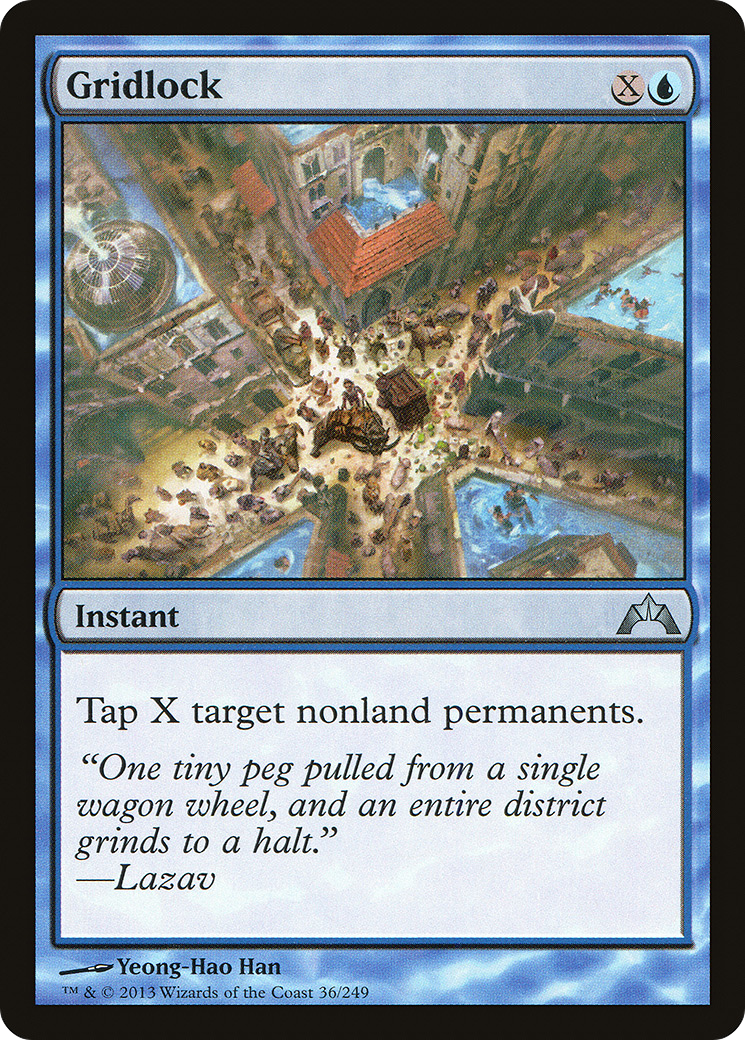 Gridlock
X
Instant
Tap X target nonland permanents.
“One tiny peg pulled from a single
wagon wheel, and an entire district
grinds to a halt.”
—Lazav
Yeong-Hao Han
™ & © 2013 Wizards of the Coast 36/249